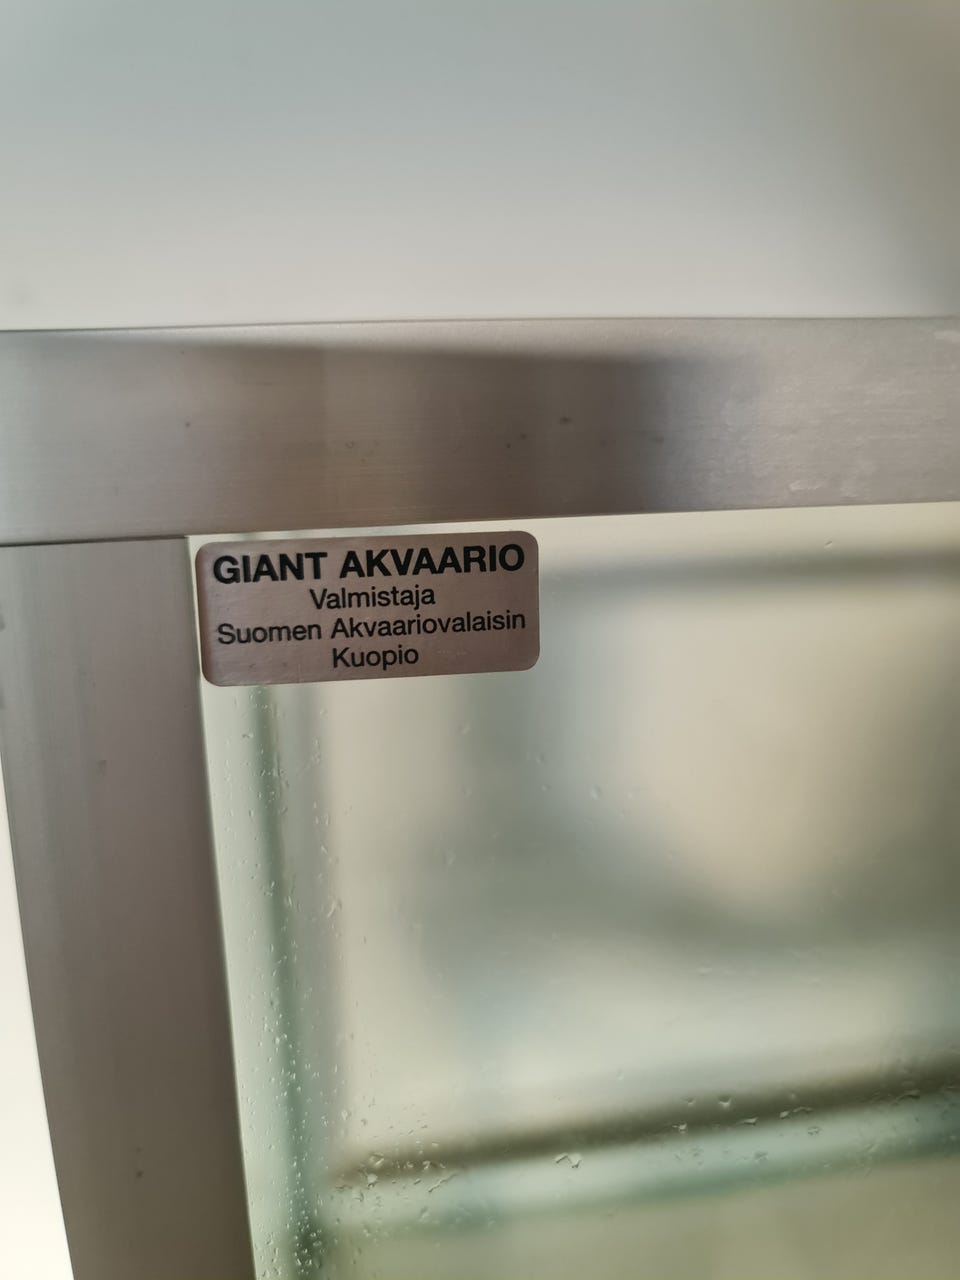 GIANT AKVAARIO
Valmistaja
Suomen Akvaariovalaisin
Kuopio